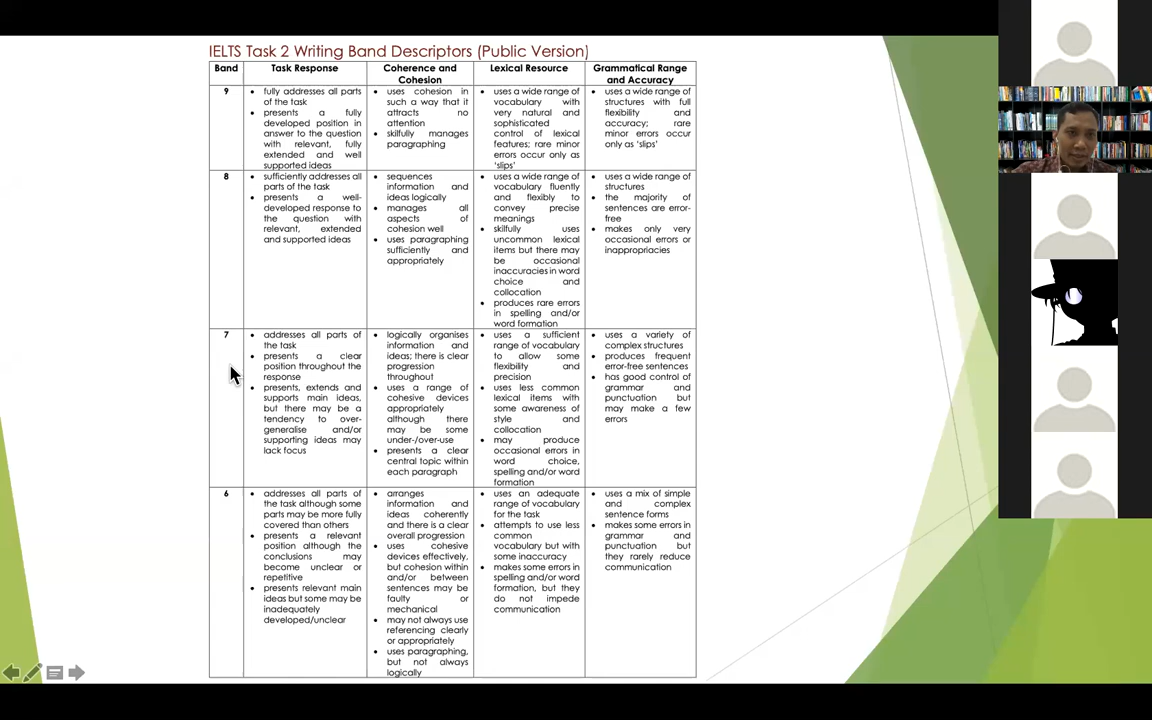 IELTS Task 2 Writing Band Descriptors (Public Version)
Band
Task Response
Coherence and
Cohesion
Lexical Resource
Grammatical Range
and Accuracy
9
• fully addresses all parts
of the task
• presents a fully
developed position in
answer to the question
with relevant, fully
extended and well
supported ideas
• uses cohesion in
such a way that it
attracts no
attention
• skilfully manages
paragraphing
• uses a wide range of
vocabulary with
very natural and
sophisticated
control of lexical
features; rare minor
errors occur only as
‘slips’
• uses a wide range of
structures with full
flexibility and
accuracy; rare
minor errors occur
only as ‘slips’
8
• sufficiently addresses all
parts of the task
• presents a well-
developed response to
the question with
relevant, extended
and supported ideas
• sequences
information and
ideas logically
• manages all
aspects of
cohesion well
• uses paragraphing
sufficiently and
appropriately
• uses a wide range of
vocabulary fluently
and flexibly to
convey precise
meanings
• skilfully uses
uncommon lexical
items but there may
be occasional
inaccuracies in word
choice and
collocation
• produces rare errors
in spelling and/or
word formation
• uses a wide range of
structures
• the majority of
sentences are error-
free
• makes only very
occasional errors or
inappropriacies
7
• addresses all parts of
the task
• presents a clear
position throughout the
response
• presents, extends and
supports main ideas,
but there may be a
tendency to over-
generalise and/or
supporting ideas may
lack focus
• logically organises
information and
ideas; there is clear
progression
throughout
• uses a range of
cohesive devices
appropriately
although there
may be some
under-/over-use
• presents a clear
central topic within
each paragraph
• uses a sufficient
range of vocabulary
to allow some
flexibility and
precision
• uses less common
lexical items with
some awareness of
style and
collocation
• may produce
occasional errors in
word choice,
spelling and/or word
formation
• uses a variety of
complex structures
• produces frequent
error-free sentences
• has good control of
grammar and
punctuation but
may make a few
errors
6
• addresses all parts of
the task although some
parts may be more fully
covered than others
• presents a relevant
position although the
conclusions may
become unclear or
repetitive
• presents relevant main
ideas but some may be
inadequately
developed/unclear
• arranges
information and
ideas coherently
and there is a clear
overall progression
• uses cohesive
devices effectively,
but cohesion within
and/or between
sentences may be
faulty or
mechanical
• may not always use
referencing clearly
or appropriately
• uses paragraphing,
but not always
logically
• uses an adequate
range of vocabulary
for the task
• attempts to use less
common
vocabulary but with
some inaccuracy
• makes some errors in
spelling and/or word
formation, but they
do not impede
communication
• uses a mix of simple
and complex
sentence forms
• makes some errors in
grammar and
punctuation but
they rarely reduce
communication